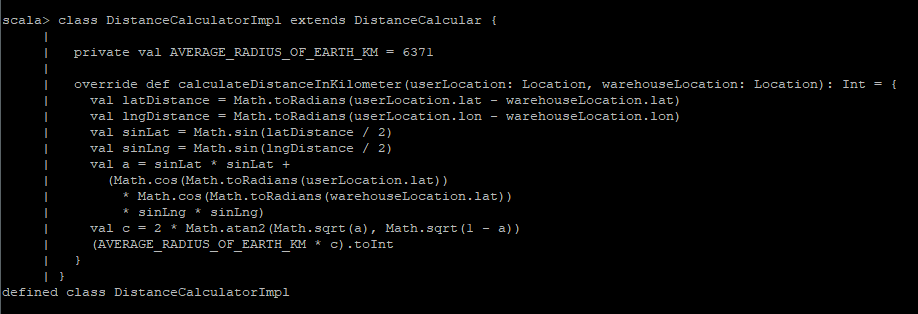 scala> class DistanceCalculatorImpl extends DistanceCalcular {
     |
     |   private val AVERAGE_RADIUS_OF_EARTH_KM = 6371
     |
     |   override def calculateDistanceInKilometer(userLocation: Location, warehouseLocation: Location): Int = {
     |     val latDistance = Math.toRadians(userLocation.lat - warehouseLocation.lat)
     |     val lngDistance = Math.toRadians(userLocation.lon - warehouseLocation.lon)
     |     val sinLat = Math.sin(latDistance / 2)
     |     val sinLng = Math.sin(lngDistance / 2)
     |     val a = sinLat * sinLat +
     |       (Math.cos(Math.toRadians(userLocation.lat))
     |         * Math.cos(Math.toRadians(warehouseLocation.lat))
     |         * sinLng * sinLng)
     |     val c = 2 * Math.atan2(Math.sqrt(a), Math.sqrt(1 - a))
     |     (AVERAGE_RADIUS_OF_EARTH_KM * c).toInt
     |   }
     | }
defined class DistanceCalculatorImpl